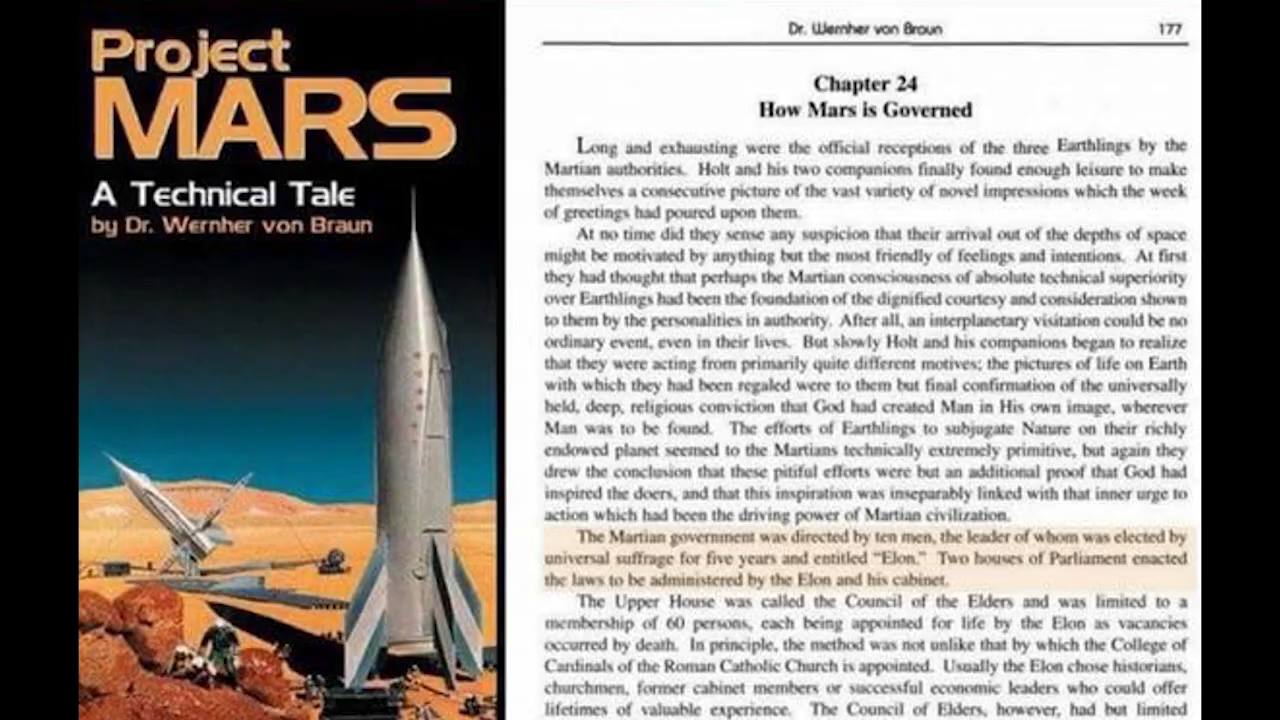 Project
MARS
A Technical Tale
by Dr. Wernher von Braun
Dr. Wernher von Braun 177
Chapter 24
How Mars is Governed
Long and exhausting were the official receptions of the three Earthlings by the
Martian authorities. Holt and his two companions finally found enough leisure to make
themselves a consecutive picture of the vast variety of novel impressions which the week
of greetings had poured upon them.
At no time did they sense any suspicion that their arrival out of the depths of space
might be motivated by anything but the most friendly of feelings and intentions. At first
they had thought that perhaps the Martian consciousness of absolute technical superiority
over Earthlings had been the foundation of the dignified courtesy and consideration shown
to them by the personalities in authority. After all, an interplanetary visitation could be no
ordinary event, even in their lives. But slowly Holt and his companions began to realize
that they were acting from primarily quite different motives; the pictures of life on Earth
with which they had been regaled were to them but final confirmation of the universally
held, deep, religious conviction that God had created Man in His own image, wherever
Man was to be found. The efforts of Earthlings to subjugate Nature on their richly
endowed planet seemed to the Martians technically extremely primitive, but again they
drew the conclusion that these pitiful efforts were but an additional proof that God had
inspired the doers, and that this inspiration was inseparably linked with that inner urge to
action which had been the driving power of Martian civilization.
The Martian government was directed by ten men, the leader of whom was elected by
universal suffrage for five years and entitled “Elon.” Two houses of Parliament enacted
the laws to be administered by the Elon and his cabinet.
The Upper House was called the Council of the Elders and was limited to a
membership of 60 persons, each being appointed for life by the Elon as vacancies
occurred by death. In principle, the method was not unlike that by which the College of
Cardinals of the Roman Catholic Church is appointed. Usually the Elon chose historians,
churchmen, former cabinet members or successful economic leaders who could offer
lifetimes of valuable experience. The Council of Elders, however, had but limited